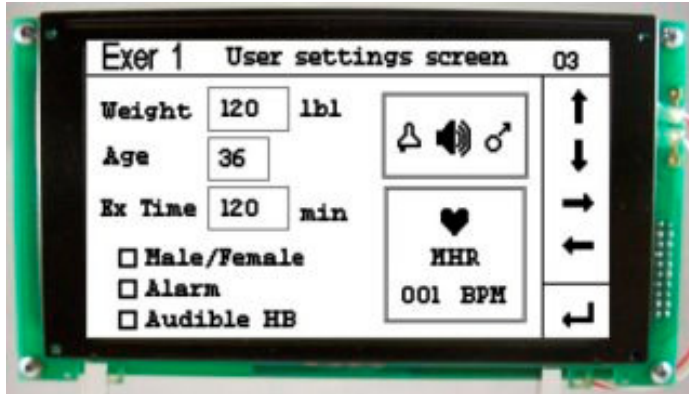 Exer 1 User settings screen 03
Weight 120 lbl
Age 36
Ex Time 120 min
Male/Female
Alarm
Audible HB
MHR
001 BPM